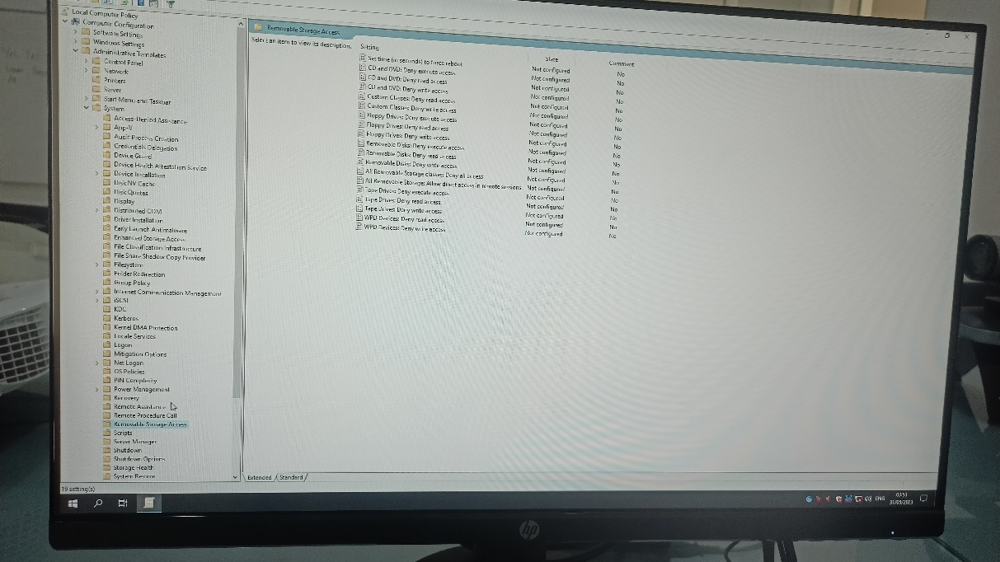 Local Computer Policy
Computer Configuration
Software Settings
Windows Settings
Administrative Templates
Control Panel
Network
Printers
Server
Start Menu and Taskbar
System
Access-Denied Assistance
App-V
Audit Process Creation
Credentials Delegation
Device Guard
Device Health Attestation Service
Device Installation
Disk NV Cache
Disk Quotas
Display
Distributed COM
Driver Installation
Early Launch Antimalware
Enhanced Storage Access
File Classification Infrastructure
File Share Shadow Copy Provider
Filesystem
Folder Redirection
Group Policy
Internet Communication Management
iSCSI
KDC
Kerberos
Kernel DMA Protection
Locale Services
Logon
Mitigation Options
Net Logon
OS Policies
PIN Complexity
Power Management
Recovery
Remote Assistance
Remote Procedure Call
Removable Storage Access
Scripts
Server Manager
Shutdown
Shutdown Options
Storage Health
System Restore
19 setting(s)
Removable Storage Access
Select an item to view its description.
Setting State Comment
Set time (in seconds) to force reboot Not configured No
CD and DVD: Deny execute access Not configured No
CD and DVD: Deny read access Not configured No
CD and DVD: Deny write access Not configured No
Custom Classes: Deny read access Not configured No
Custom Classes: Deny write access Not configured No
Floppy Drives: Deny execute access Not configured No
Floppy Drives: Deny read access Not configured No
Floppy Drives: Deny write access Not configured No
Removable Disks: Deny execute access Not configured No
Removable Disks: Deny read access Not configured No
Removable Disks: Deny write access Not configured No
All Removable Storage classes: Deny all access Not configured No
All Removable Storage: Allow direct access in remote sessions Not configured No
Tape Drives: Deny execute access Not configured No
Tape Drives: Deny read access Not configured No
Tape Drives: Deny write access Not configured No
WPD Devices: Deny read access Not configured No
WPD Devices: Deny write access Not configured No
Extended Standard
ENG
03:53
31/05/2023
hp